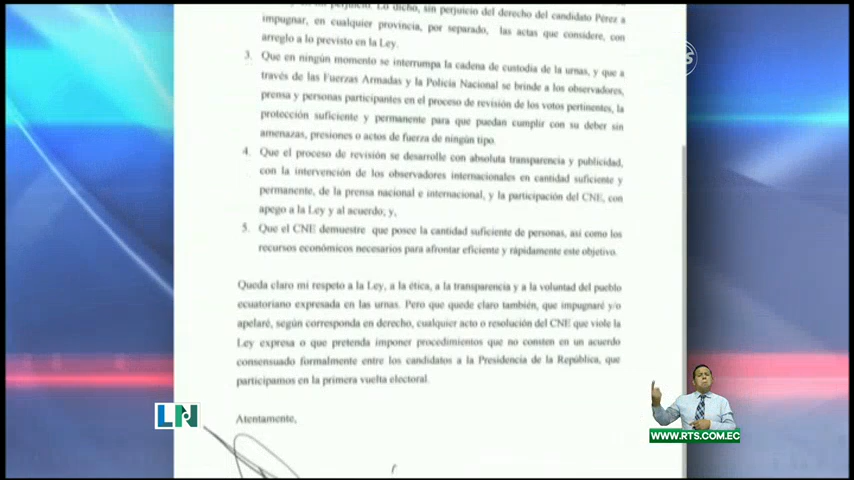 perjuicio. Lo dicho, sin perjuicio del derecho del candidato Pérez a
impugnar, en cualquier provincia, por separado, las actas que considere, con
arreglo a lo previsto en la Ley.
3. Que en ningún momento se interrumpa la cadena de custodia de la urnas, y que a
través de las Fuerzas Armadas y la Policía Nacional se brinde a los observadores,
prensa y personas participantes en el proceso de revisión de los votos pertinentes, la
protección suficiente y permanente para que puedan cumplir con su deber sin
amenazas, presiones o actos de fuerza de ningún tipo.
4. Que el proceso de revisión se desarrolle con absoluta transparencia y publicidad,
con la intervención de los observadores internacionales en cantidad suficiente y
permanente, de la prensa nacional e internacional, y la participación del CNE, con
apego a la Ley y al acuerdo; y,
5. Que el CNE demuestre que posee la cantidad suficiente de personas, así como los
recursos económicos necesarios para afrontar eficiente y rápidamente este objetivo.
Queda claro mi respeto a la Ley, a la ética, a la transparencia y a la voluntad del pueblo
ecuatoriano expresada en las urnas. Pero que quede claro también, que impugnaré y/o
apelaré, según corresponda en derecho, cualquier acto o resolución del CNE que viole la
Ley expresa o que pretenda imponer procedimientos que no consten en un acuerdo
consensuado formalmente entre los candidatos a la Presidencia de la República, que
participamos en la primera vuelta electoral.
Atentamente,
LN
WWW.RTS.COM.EC